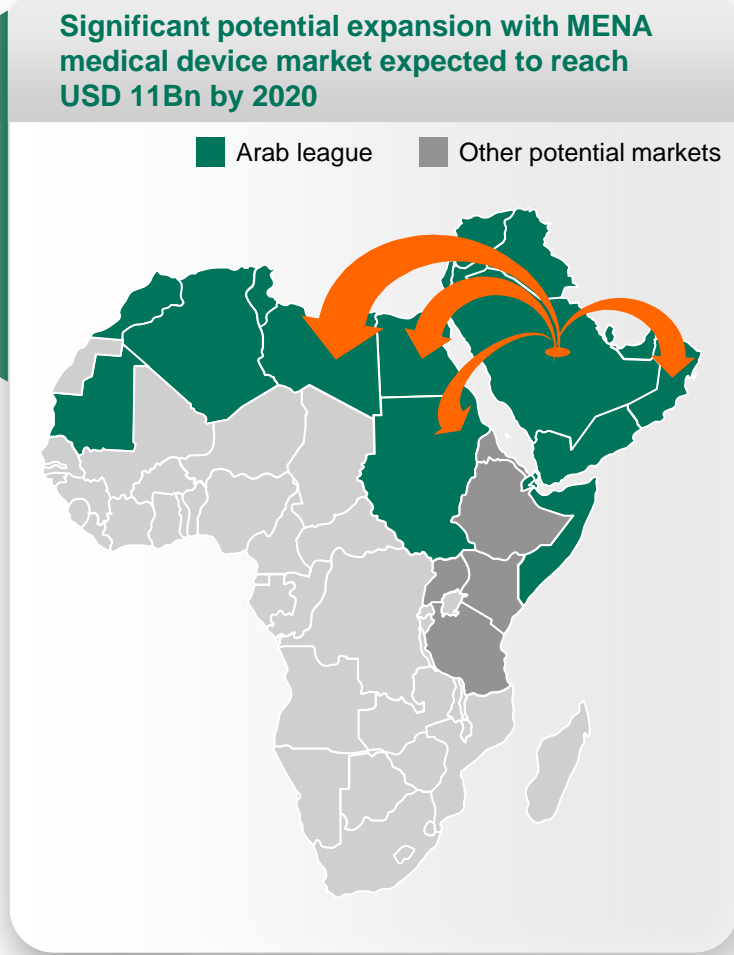 Significant potential expansion with MENA
medical device market expected to reach
USD 11Bn by 2020
Arab league
Other potential markets